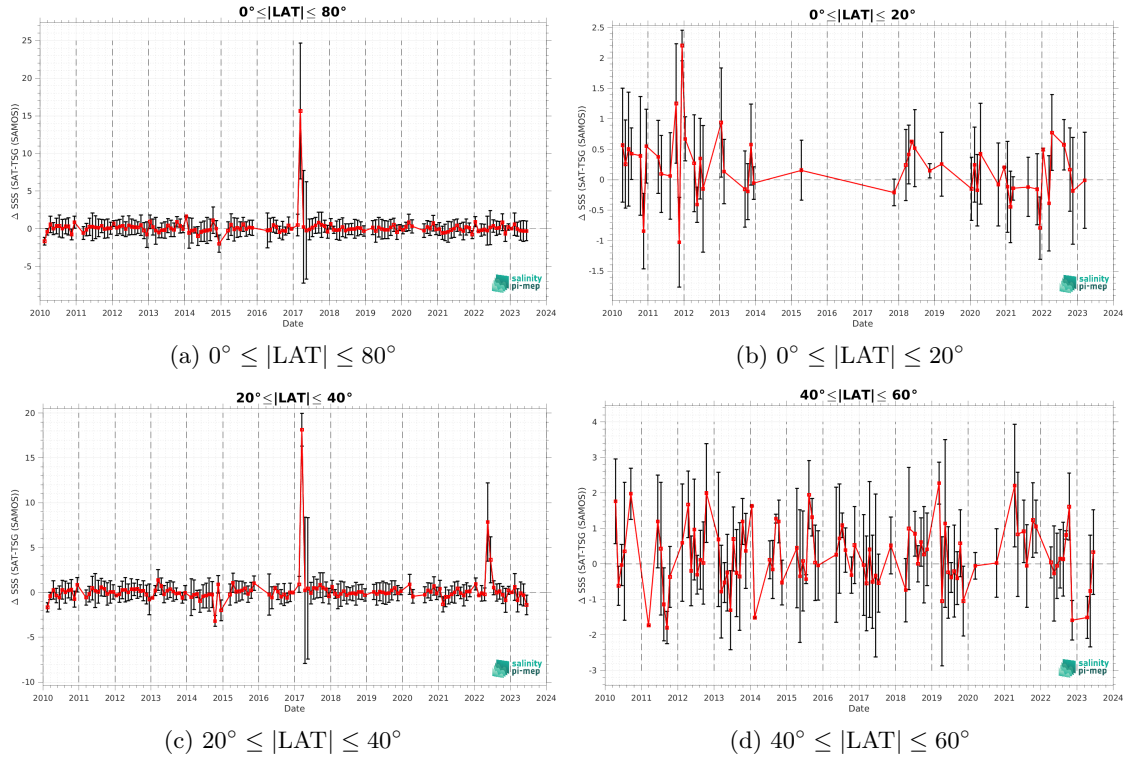 0°≤|LAT|≤ 80°
Δ SSS (SAT-TSG (SAMOS))
25
20
15
10
5
0
-5
2010 2011 2012 2013 2014 2015 2016 2017 2018 2019 2020 2021 2022 2023 2024
Date
salinity
pi-mep
(a) 0° ≤ |LAT| ≤ 80°
0°≤|LAT|≤ 20°
Δ SSS (SAT-TSG (SAMOS))
2.5
2
1.5
1
0.5
0
-0.5
-1
-1.5
2010 2011 2012 2013 2014 2015 2016 2017 2018 2019 2020 2021 2022 2023 2024
Date
salinity
pi-mep
(b) 0° ≤ |LAT| ≤ 20°
20°≤|LAT|≤ 40°
Δ SSS (SAT-TSG (SAMOS))
20
15
10
5
0
-5
-10
2010 2011 2012 2013 2014 2015 2016 2017 2018 2019 2020 2021 2022 2023 2024
Date
salinity
pi-mep
(c) 20° ≤ |LAT| ≤ 40°
40°≤|LAT|≤ 60°
Δ SSS (SAT-TSG (SAMOS))
4
3
2
1
0
-1
-2
-3
2010 2011 2012 2013 2014 2015 2016 2017 2018 2019 2020 2021 2022 2023 2024
Date
salinity
pi-mep
(d) 40° ≤ |LAT| ≤ 60°